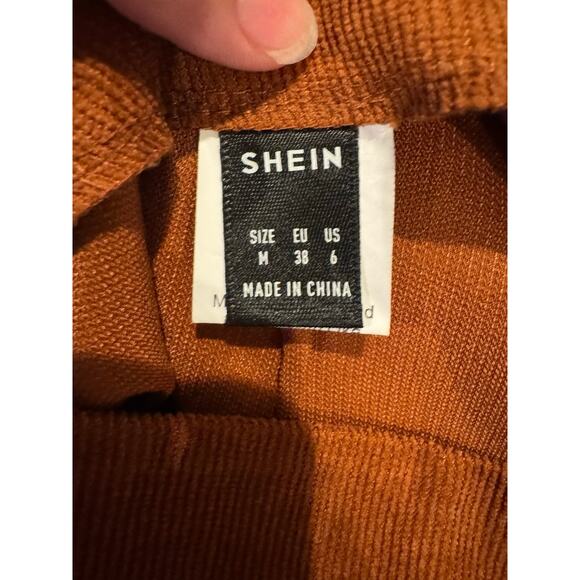 SHEIN
SIZE EU US
M 38 6
MADE IN CHINA
M d